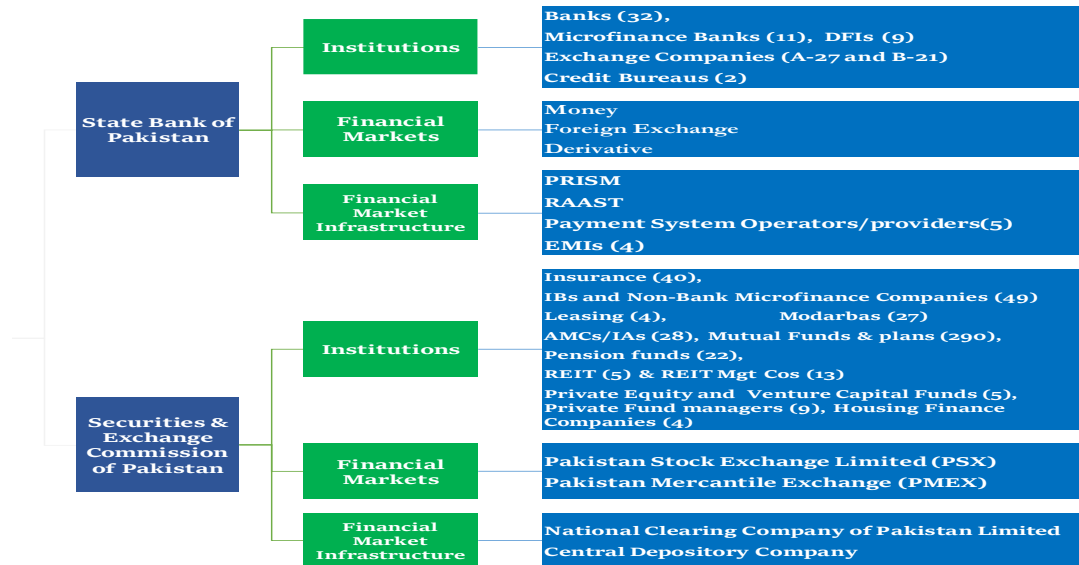 State Bank of
Pakistan
Institutions
Banks (32),
Microfinance Banks (11), DFIs (9)
Exchange Companies (A-27 and B-21)
Credit Bureaus (2)
Financial
Markets
Money
Foreign Exchange
Derivative
Financial
Market
Infrastructure
PRISM
RAAST
Payment System Operators/providers(5)
EMIs (4)
Securities &
Exchange
Commission
of Pakistan
Institutions
Insurance (40),
IBs and Non-Bank Microfinance Companies (49)
Leasing (4), Modarbas (27)
AMCs/IAs (28), Mutual Funds & plans (290),
Pension funds (22),
REIT (5) & REIT Mgt Cos (13)
Private Equity and Venture Capital Funds (5),
Private Fund managers (9), Housing Finance
Companies (4)
Financial
Markets
Pakistan Stock Exchange Limited (PSX)
Pakistan Mercantile Exchange (PMEX)
Financial
Market
Infrastructure
National Clearing Company of Pakistan Limited
Central Depository Company